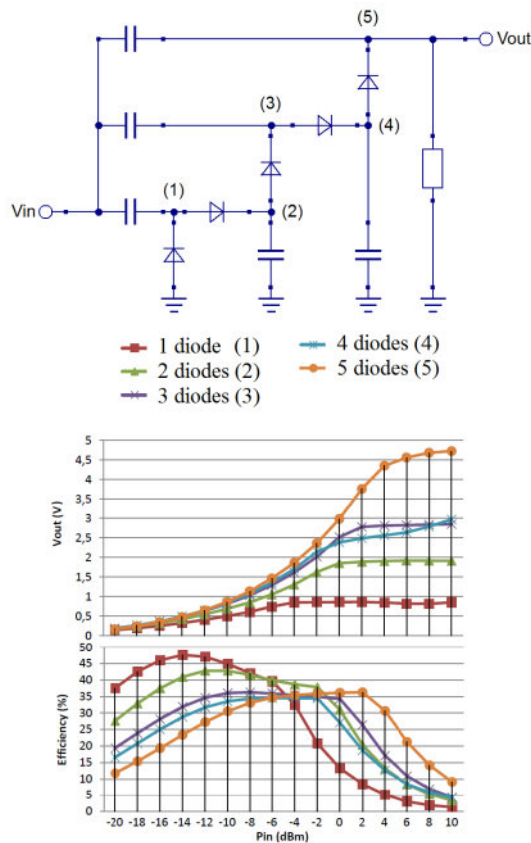 (5)
Vout
(3)
(4)
(1)
Vin
(2)
1 diode (1)
4 diodes (4)
2 diodes (2)
5 diodes (5)
3 diodes (3)
5
4,5
4
3,5
3
2,5
2
1,5
1
0,5
0
Vout (V)
50
45
40
35
30
25
20
15
10
5
0
Efficiency (%)
-20 -18 -16 -14 -12 -10 -8 -6 -4 -2 0 2 4 6 8 10
Pin (dBm)